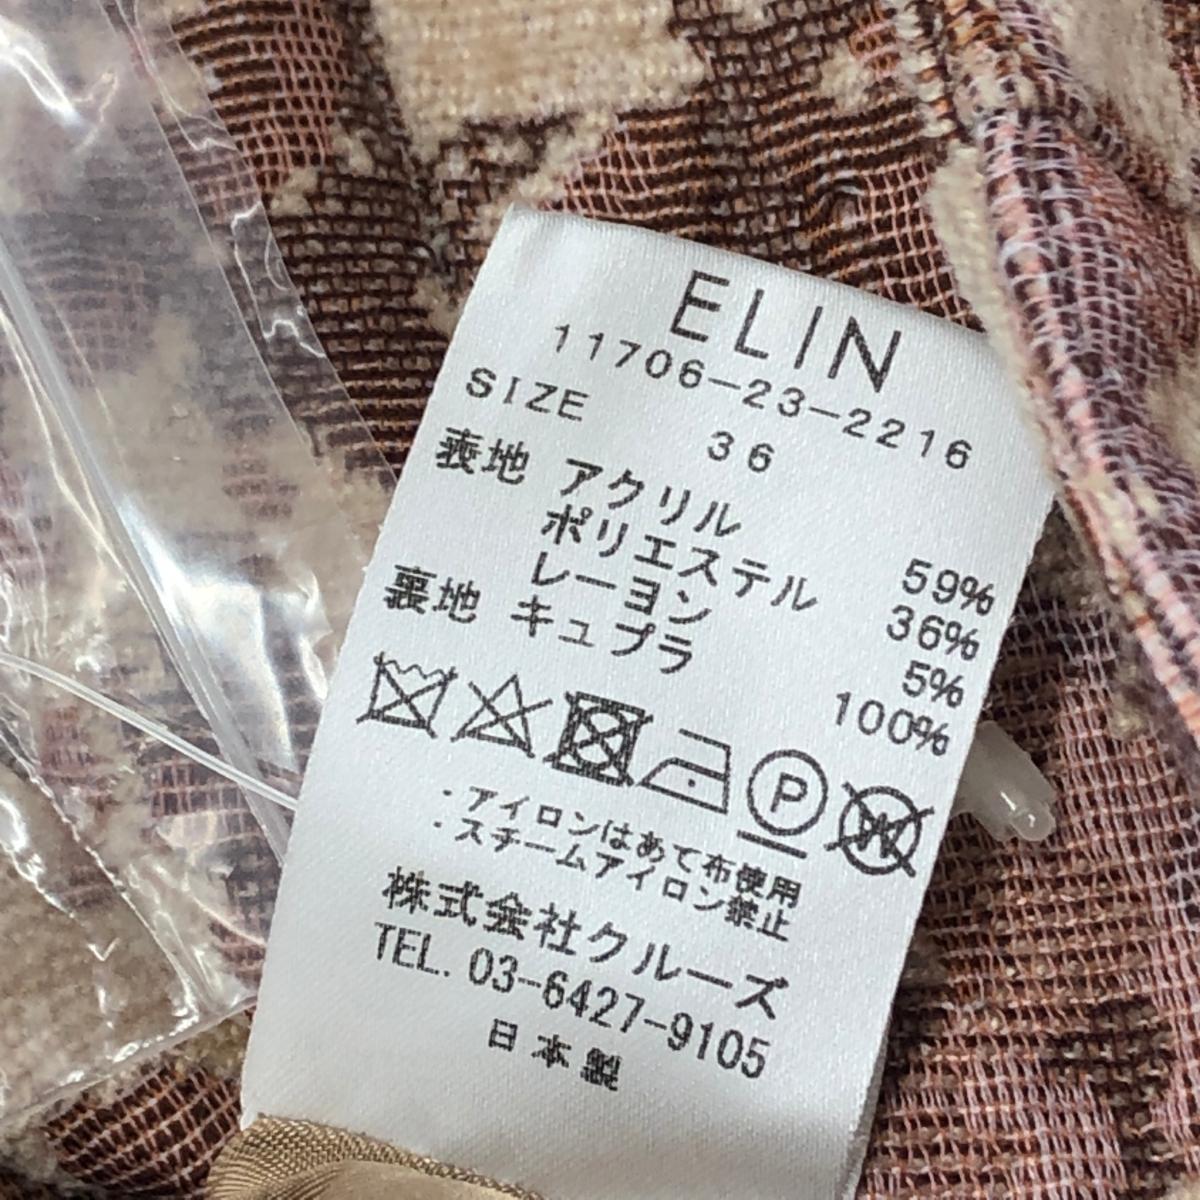 ELIN
11706-23-2216
SIZE 36
表地 アクリル 59%
ポリエステル 36%
レーヨン 5%
裏地 キュプラ 100%
P W
・アイロンはあて布使用
・スチームアイロン禁止
株式会社クルーズ
TEL. 03-6427-9105
日本製